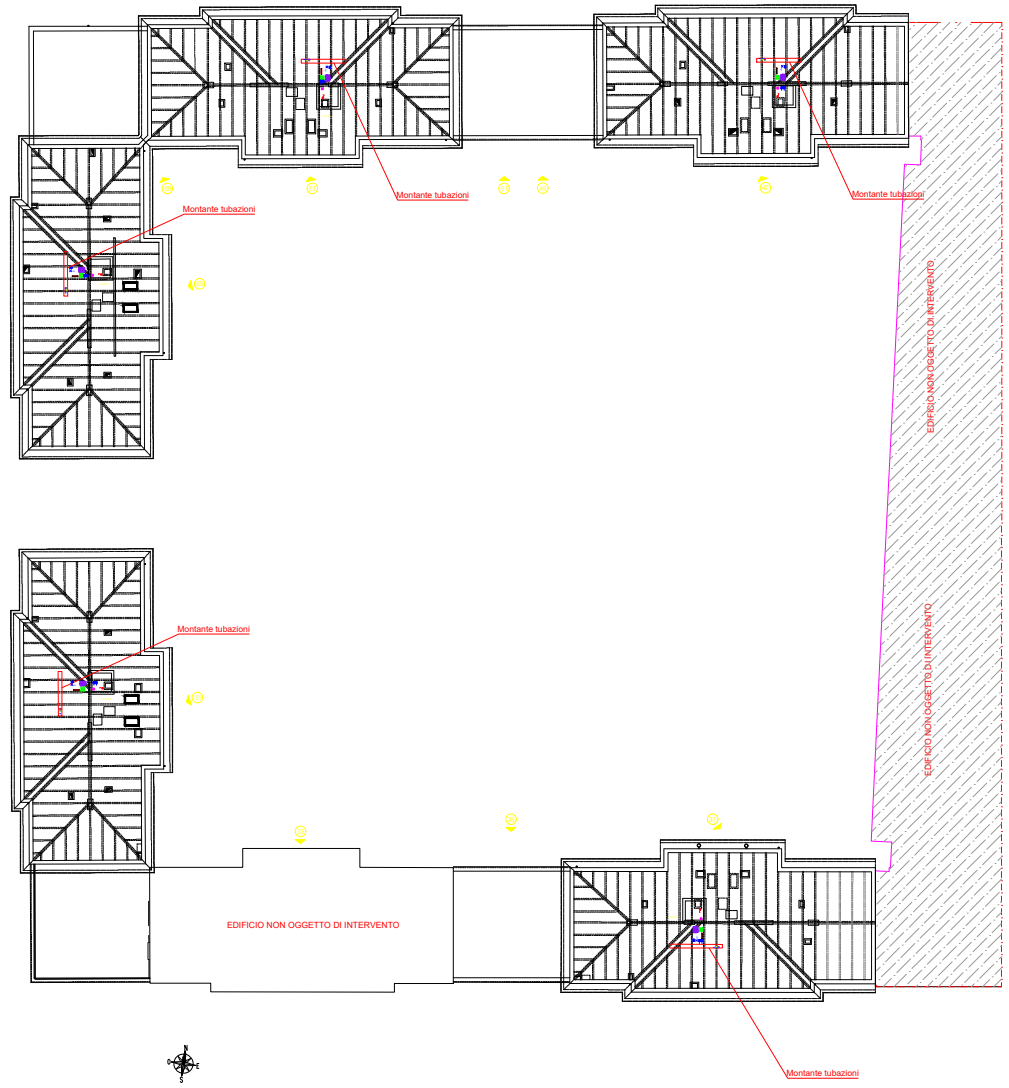 Montante tubazioni
Montante tubazioni
Montante tubazioni
EDIFICIO NON OGGETTO DI INTERVENTO
Montante tubazioni
EDIFICIO NON OGGETTO DI INTERVENTO
EDIFICIO NON OGGETTO DI INTERVENTO
N
O
E
S
Montante tubazioni